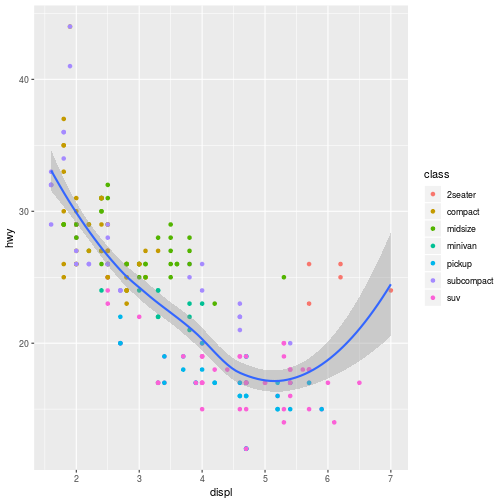 40
30
20
hwy
2
3
4
5
6
7
displ
class
2seater
compact
midsize
minivan
pickup
subcompact
suv